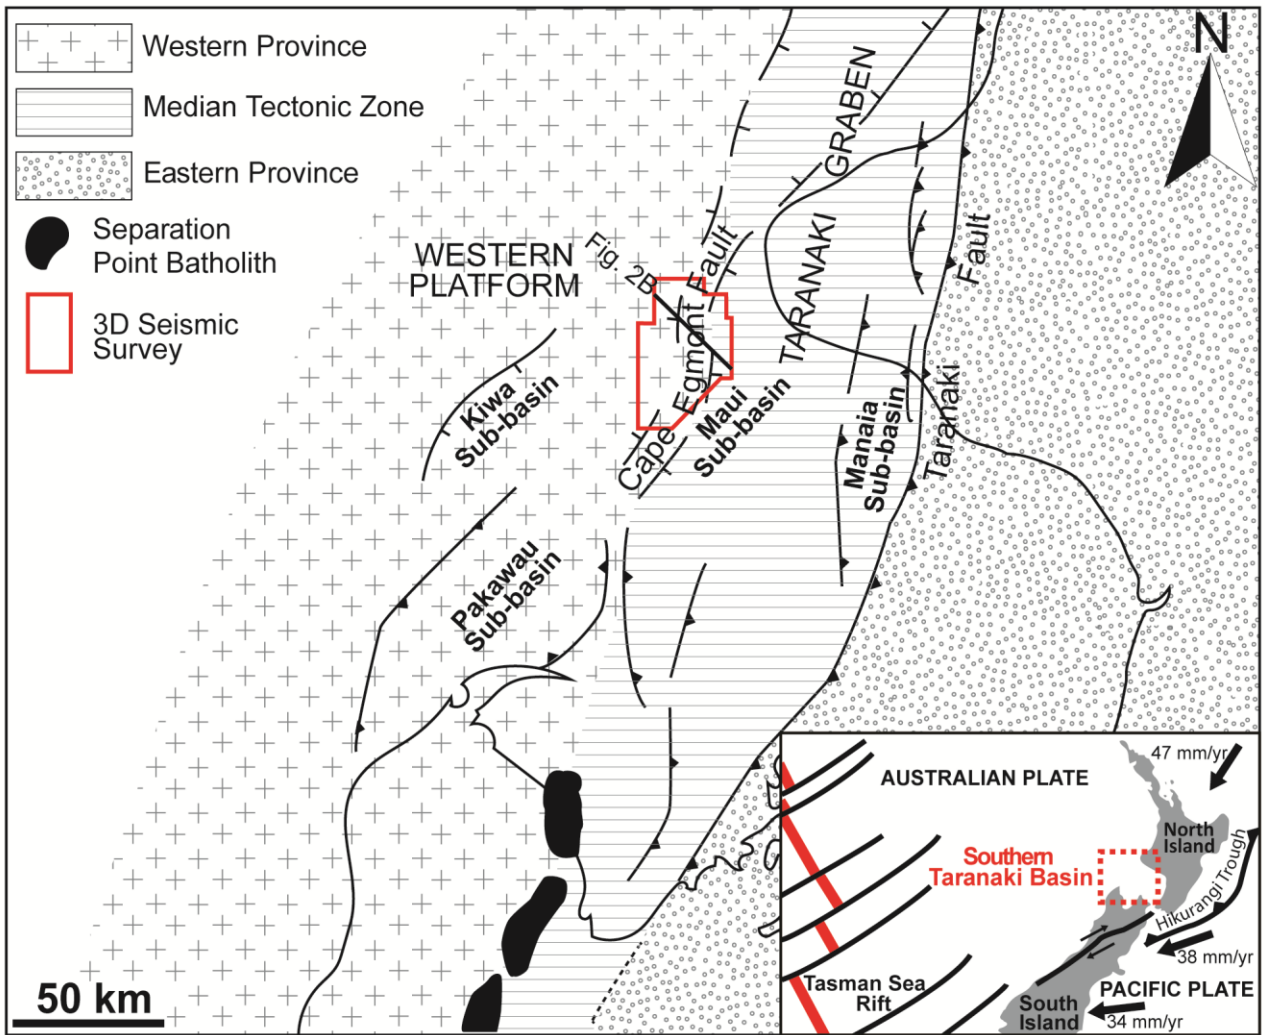 Western Province
Median Tectonic Zone
Eastern Province
Separation
Point Batholith
3D Seismic
Survey
N
WESTERN
PLATFORM
Fig. 2B
Cape Egmont Fault
TARANAKI GRABEN
Taranaki Fault
Kiwa
Sub-basin
Maui
Sub-basin
Manaia
Sub-basin
Pakawau
Sub-basin
50 km
AUSTRALIAN PLATE
47 mm/yr
North
Island
Southern
Taranaki Basin
Hikurangi Trough
38 mm/yr
Tasman Sea
Rift
PACIFIC PLATE
South
Island
34 mm/yr